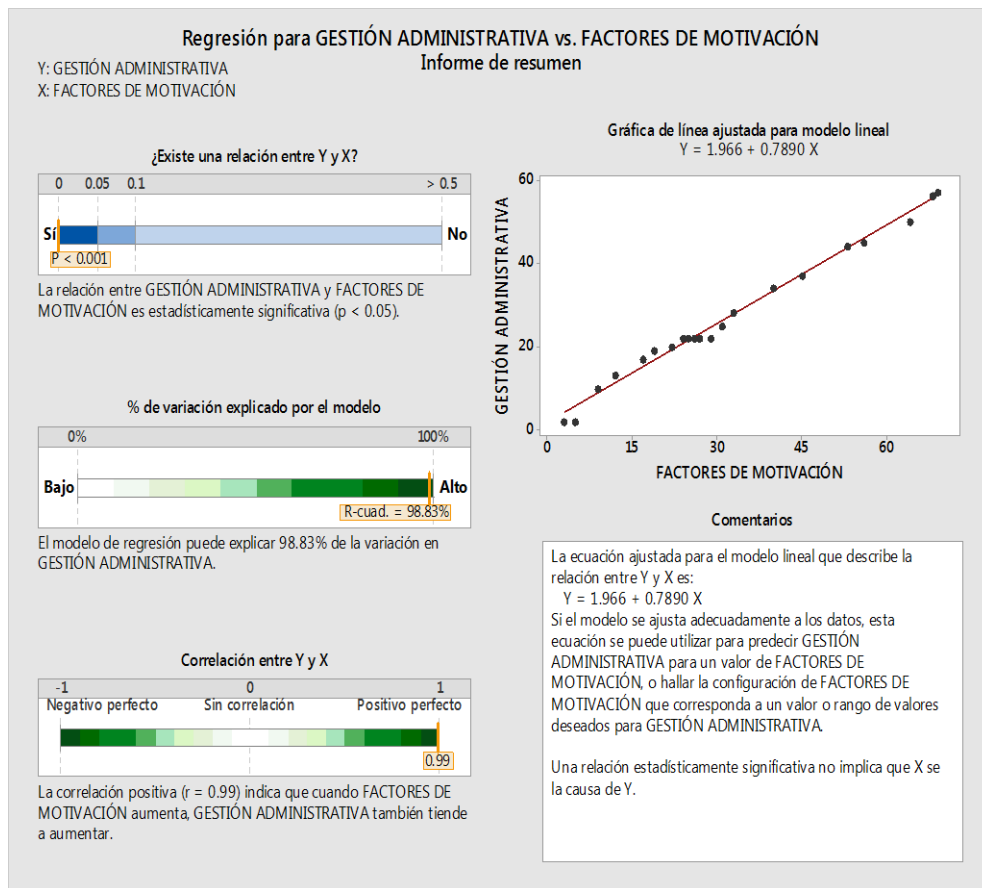 Regresión para GESTIÓN ADMINISTRATIVA vs. FACTORES DE MOTIVACIÓN
Informe de resumen
Y: GESTIÓN ADMINISTRATIVA
X: FACTORES DE MOTIVACIÓN
¿Existe una relación entre Y y X?
0 0.05 0.1 > 0.5
Sí No
P < 0.001
La relación entre GESTIÓN ADMINISTRATIVA y FACTORES DE
MOTIVACIÓN es estadísticamente significativa (p < 0.05).
% de variación explicado por el modelo
0% 100%
Bajo Alto
R-cuad. = 98.83%
El modelo de regresión puede explicar 98.83% de la variación en
GESTIÓN ADMINISTRATIVA.
Correlación entre Y y X
-1 0 1
Negativo perfecto Sin correlación Positivo perfecto
0.99
La correlación positiva (r = 0.99) indica que cuando FACTORES DE
MOTIVACIÓN aumenta, GESTIÓN ADMINISTRATIVA también tiende
a aumentar.
Gráfica de línea ajustada para modelo lineal
Y = 1.966 + 0.7890 X
60
40
20
0
GESTIÓN ADMINISTRATIVA
0 15 30 45 60
FACTORES DE MOTIVACIÓN
Comentarios
La ecuación ajustada para el modelo lineal que describe la
relación entre Y y X es:
Y = 1.966 + 0.7890 X
Si el modelo se ajusta adecuadamente a los datos, esta
ecuación se puede utilizar para predecir GESTIÓN
ADMINISTRATIVA para un valor de FACTORES DE
MOTIVACIÓN, o hallar la configuración de FACTORES DE
MOTIVACIÓN que corresponda a un valor o rango de valores
deseados para GESTIÓN ADMINISTRATIVA.
Una relación estadísticamente significativa no implica que X se
la causa de Y.